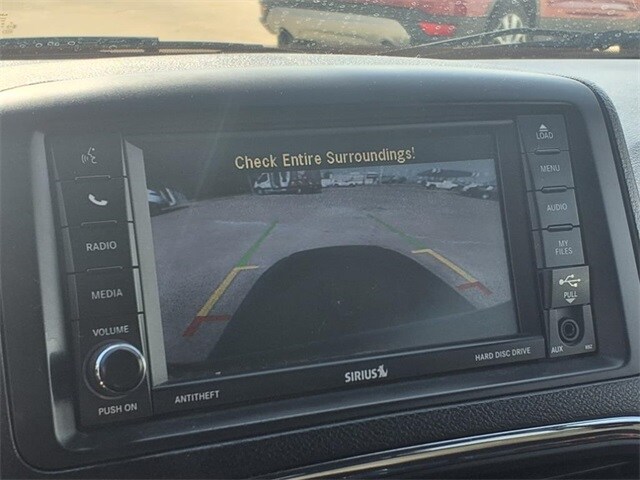 Check Entire Surroundings!
RADIO
MEDIA
VOLUME
PUSH ON
ANTITHEFT
SIRIUS
HARD DISC DRIVE
LOAD
MENU
AUDIO
MY
FILES
PULL
AUX